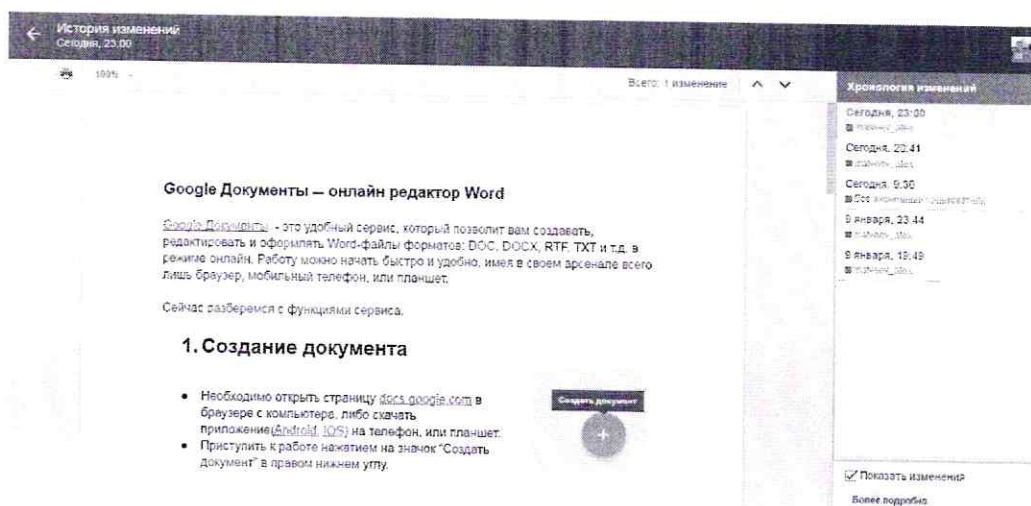 История изменений
Сегодня, 23:00
100%
Всего: 1 изменение
Хронология изменений
Сегодня, 23:00
Сегодня, 22:41
Сегодня, 9:36
Все
9 января, 23:44
9 января, 19:49
Google Документы — онлайн редактор Word
Google Документы - это удобный сервис, который позволит вам создавать,
редактировать и оформлять Word-файлы форматов: DOC, DOCX, RTF, TXT и т.д. в
режиме онлайн. Работу можно начать быстро и удобно, имея в своем арсенале всего
лишь браузер, мобильный телефон, или планшет.
Сейчас разберемся с функциями сервиса.
1. Создание документа
• Необходимо открыть страницу docs.google.com в
браузере с компьютера, либо скачать
приложение(Android, IOS) на телефон, или планшет.
• Приступить к работе нажатием на значок "Создать
документ" в правом нижнем углу.
Создать документ
Показать изменения
Более подробно